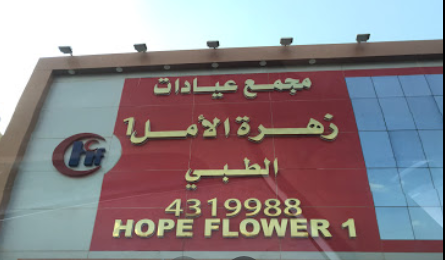 مجمع عيادات
زهرة الأمل 1
الطبي
4319988
HOPE FLOWER 1